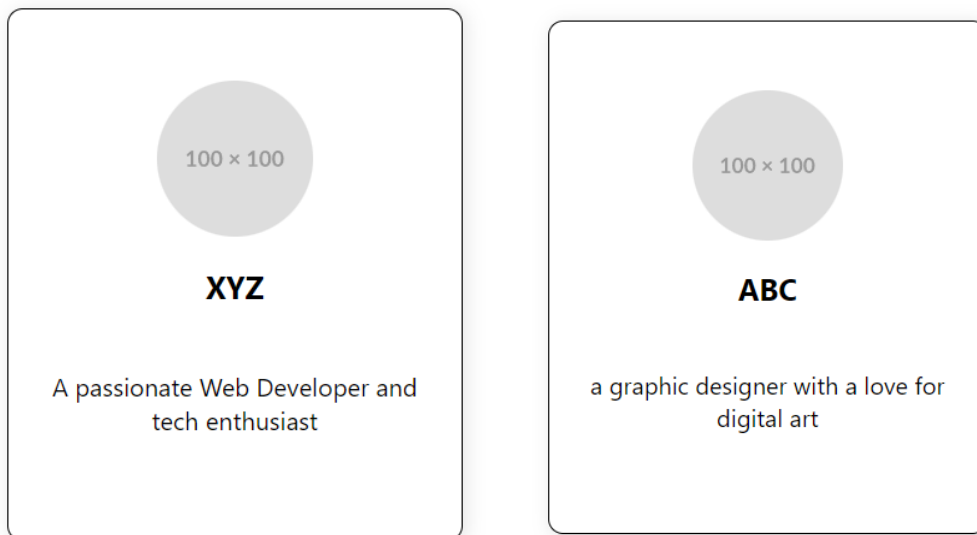 100 × 100
XYZ
A passionate Web Developer and
tech enthusiast
100 × 100
ABC
a graphic designer with a love for
digital art